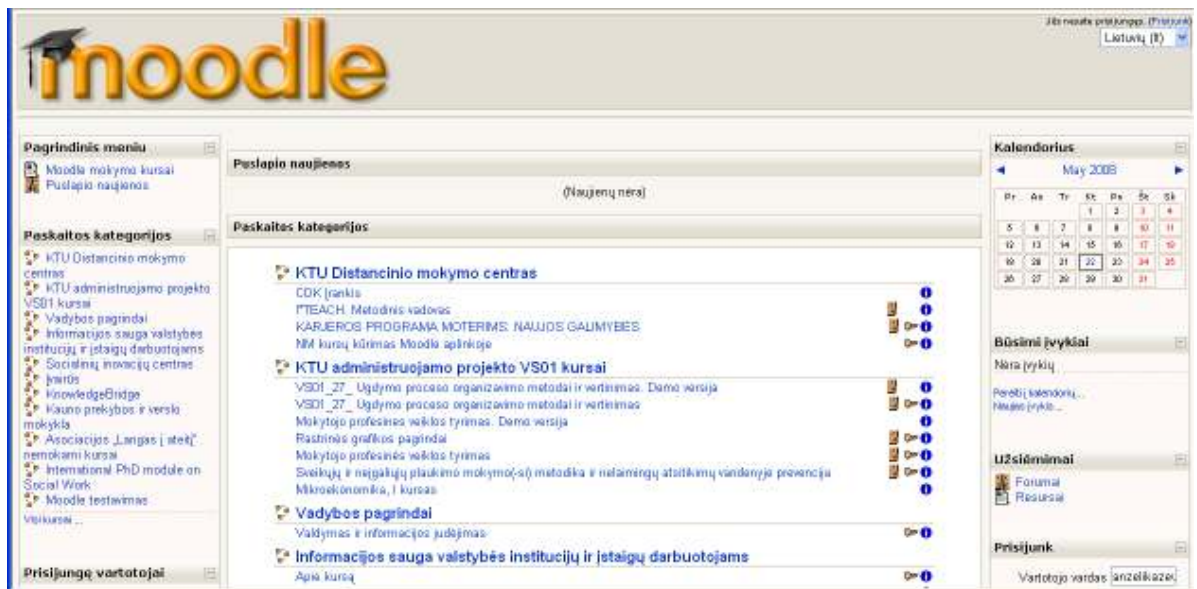 moodle
Jūs nesate prisijungęs. (Prisijunk)
Lietuvių (lt)
Pagrindinis meniu
Moodle mokymo kursai
Puslapio naujienos
Paskaitos kategorijos
KTU Distancinio mokymo
centras
KTU administruojamo projekto
VS01 kursai
Vadybos pagrindai
Informacijos sauga valstybės
institucijų ir įstaigų darbuotojams
Socialinių inovacijų centras
Įvairūs
KnowledgeBridge
Kauno prekybos ir verslo
mokykla
Asociacijos „Langas į ateitį"
nemokami kursai
International PhD module on
Social Work
Moodle testavimas
Visi kursai ...
Prisijungę vartotojai
Puslapio naujienos
(Naujienų nėra)
Paskaitos kategorijos
KTU Distancinio mokymo centras
CDK įrankis
I*TEACH. Metodinis vadovas
KARJEROS PROGRAMA MOTERIMS: NAUJOS GALIMYBĖS
NM kursų kūrimas Moodle aplinkoje
KTU administruojamo projekto VS01 kursai
VS01_27_ Ugdymo proceso organizavimo metodai ir vertinimas. Demo versija
VS01_27_ Ugdymo proceso organizavimo metodai ir vertinimas
Mokytojo profesinės veiklos tyrimas. Demo versija
Rastrinės grafikos pagrindai
Mokytojo profesinės veiklos tyrimas
Sveikųjų ir neįgaliųjų plaukimo mokymo(-si) metodika ir nelaimingų atsitikimų vandenyje prevencija
Mikroekonomika, I kursas
Vadybos pagrindai
Valdymas ir informacijos judėjimas
Informacijos sauga valstybės institucijų ir įstaigų darbuotojams
Apie kursą
Kalendorius
May 2008
Pr An Tr Kt Pn Št Sk
1 2 3 4
5 6 7 8 9 10 11
12 13 14 15 16 17 18
19 20 21 22 23 24 25
26 27 28 29 30 31
Būsimi įvykiai
Nėra įvykių
Pereiti į kalendorių...
Naujas įvykis...
Užsiėmimai
Forumai
Resursai
Prisijunk
Vartotojo vardas anzelikazeu